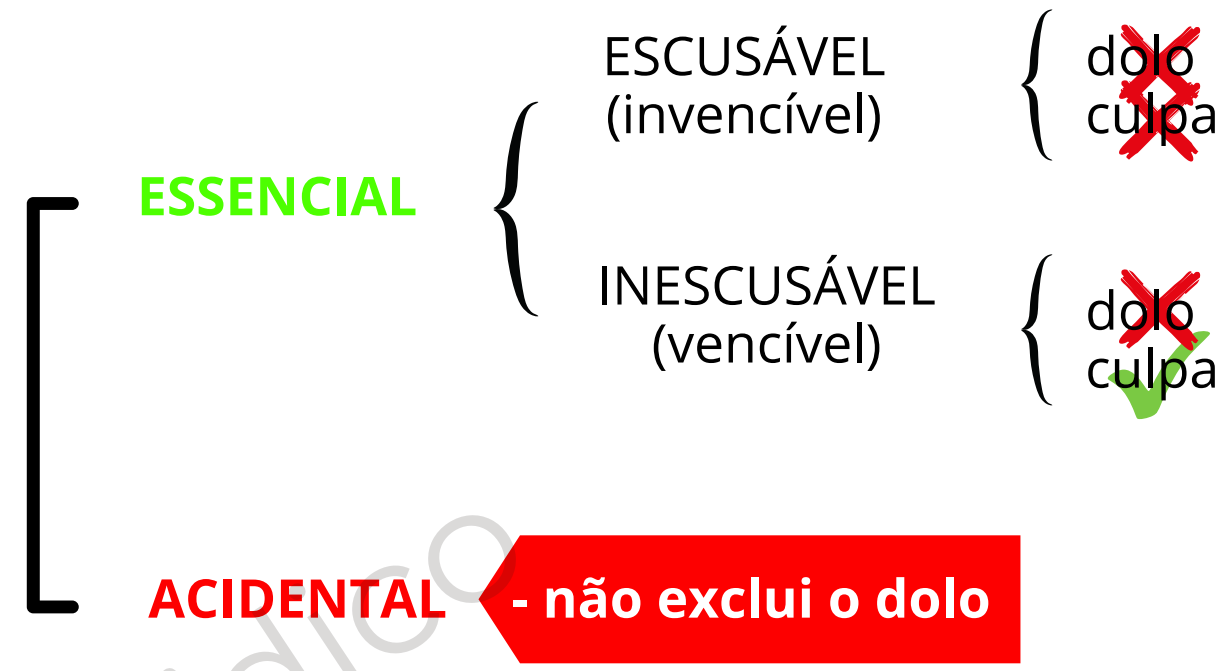 ESCUSÁVEL
(invencível)
dolo
culpa
ESSENCIAL
INESCUSÁVEL
(vencível)
dolo
culpa
ACIDENTAL
- não exclui o dolo